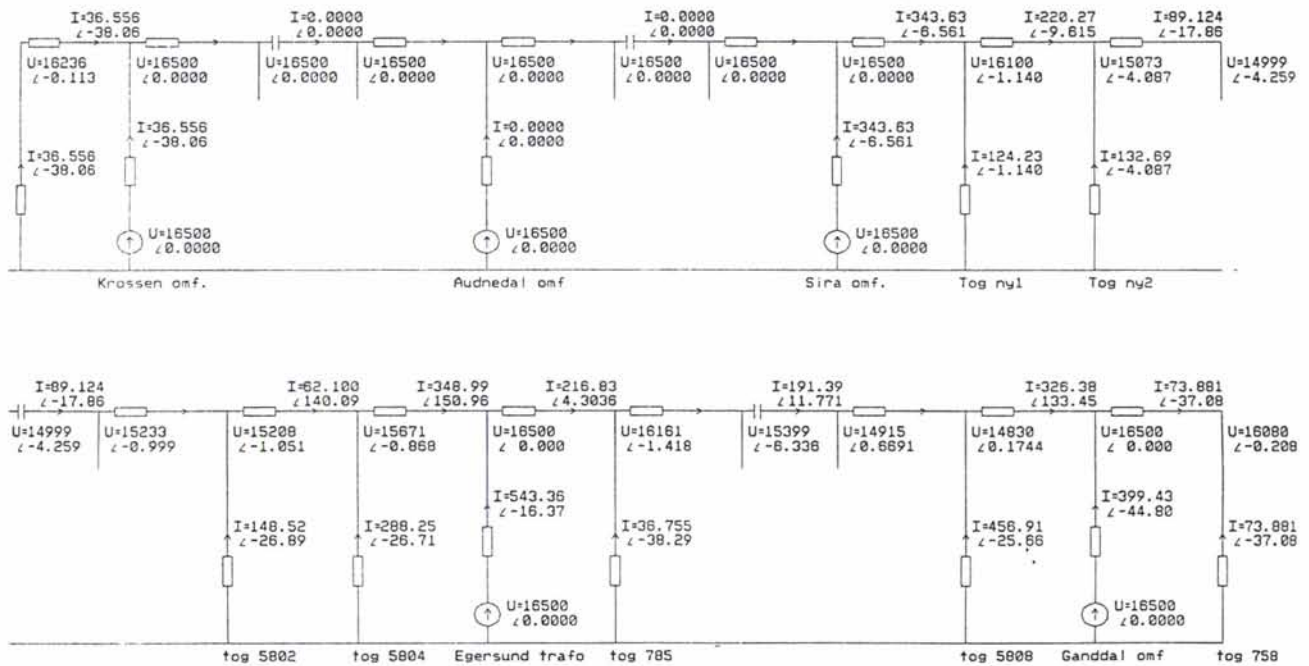 I=36.556 I=0.0000 I=0.0000 I=343.63 I=220.27 I=89.124
∠-38.06 ∠0.0000 ∠0.0000 ∠-6.561 ∠-9.615 ∠-17.86
U=16236 U=16500 U=16500 U=16500 U=16500 U=16500 U=16500 U=16500 U=16100 U=15073 U=14999
∠-0.113 ∠0.0000 ∠0.0000 ∠0.0000 ∠0.0000 ∠0.0000 ∠0.0000 ∠0.0000 ∠-1.140 ∠-4.087 ∠-4.259
I=36.556 I=0.0000 I=343.63
∠-38.06 ∠0.0000 ∠-6.561
I=36.556 I=124.23 I=132.69
∠-38.06 ∠-1.140 ∠-4.087
U=16500 U=16500 U=16500
∠0.0000 ∠0.0000 ∠0.0000
Krossen omf. Audnedal omf Sira omf. Tog ny1 Tog ny2
I=89.124 I=62.100 I=348.99 I=216.83 I=191.39 I=326.38 I=73.881
∠-17.86 ∠140.09 ∠150.96 ∠4.3036 ∠11.771 ∠133.45 ∠-37.08
U=14999 U=15233 U=15208 U=15671 U=16500 U=16161 U=15399 U=14915 U=14830 U=16500 U=16080
∠-4.259 ∠-0.999 ∠-1.051 ∠-0.868 ∠ 0.000 ∠-1.418 ∠-6.336 ∠0.6691 ∠0.1744 ∠ 0.000 ∠-0.208
I=543.36 I=399.43
∠-16.37 ∠-44.80
I=148.52 I=288.25 I=36.755 I=456.91 I=73.881
∠-26.89 ∠-26.71 ∠-38.29 ∠-25.66 ∠-37.08
U=16500 U=16500
∠0.0000 ∠0.0000
tog 5802 tog 5804 Egersund trafo tog 785 tog 5808 Ganddal omf tog 758